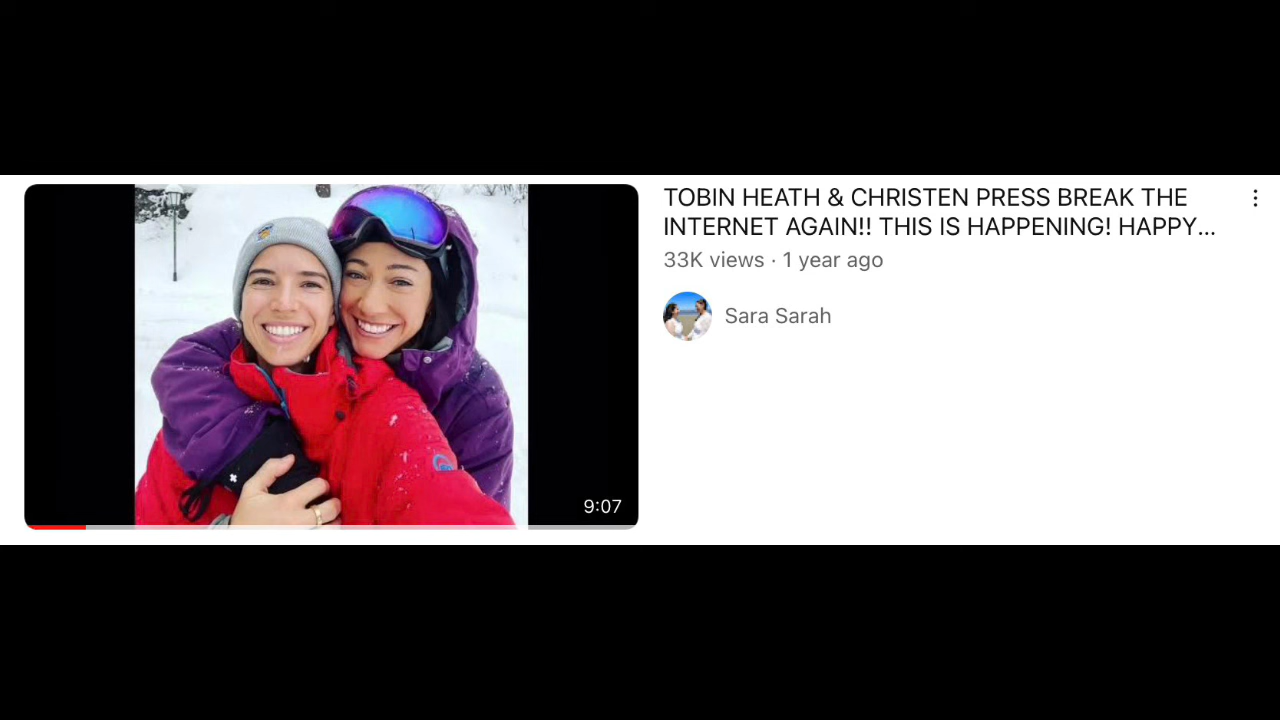 TOBIN HEATH & CHRISTEN PRESS BREAK THE
INTERNET AGAIN!! THIS IS HAPPENING! HAPPY...
33K views · 1 year ago
Sara Sarah
9:07